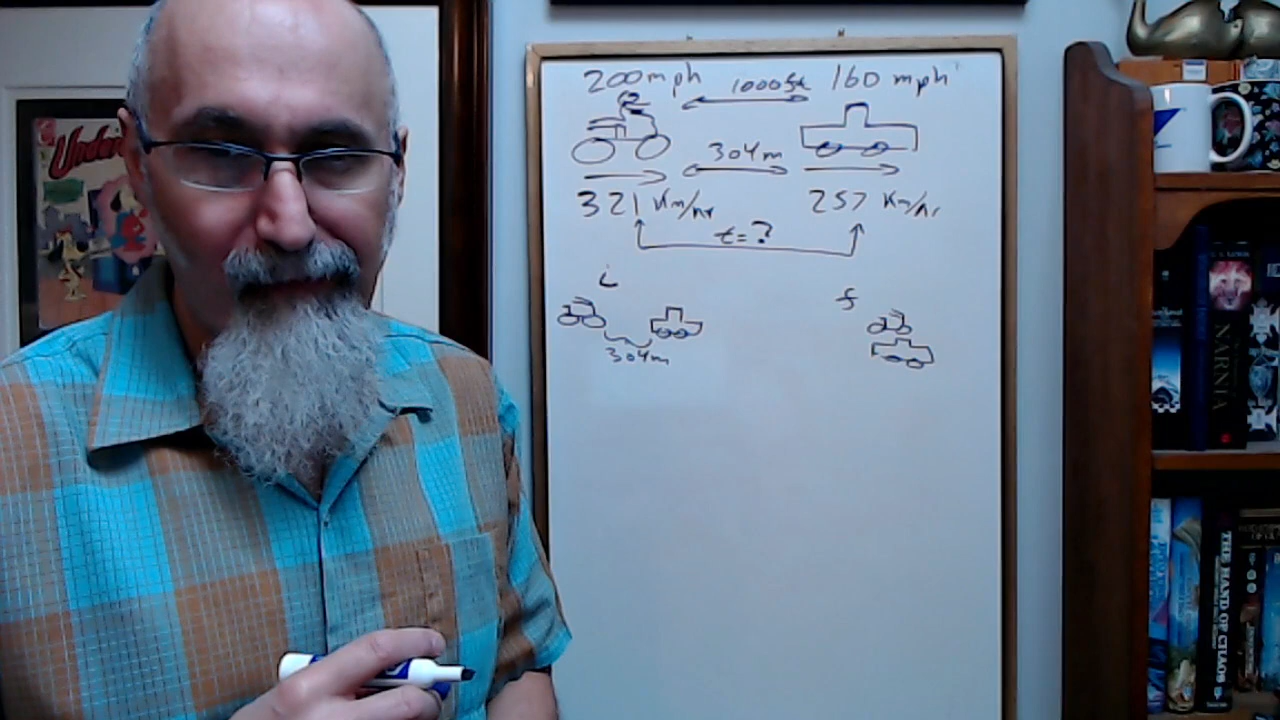 200mph 1000ft 160 mph
304m
321 Km/hr 257 Km/hr
t=?
i f
304m
Under
NARNIA
THE HAND OF CHAOS